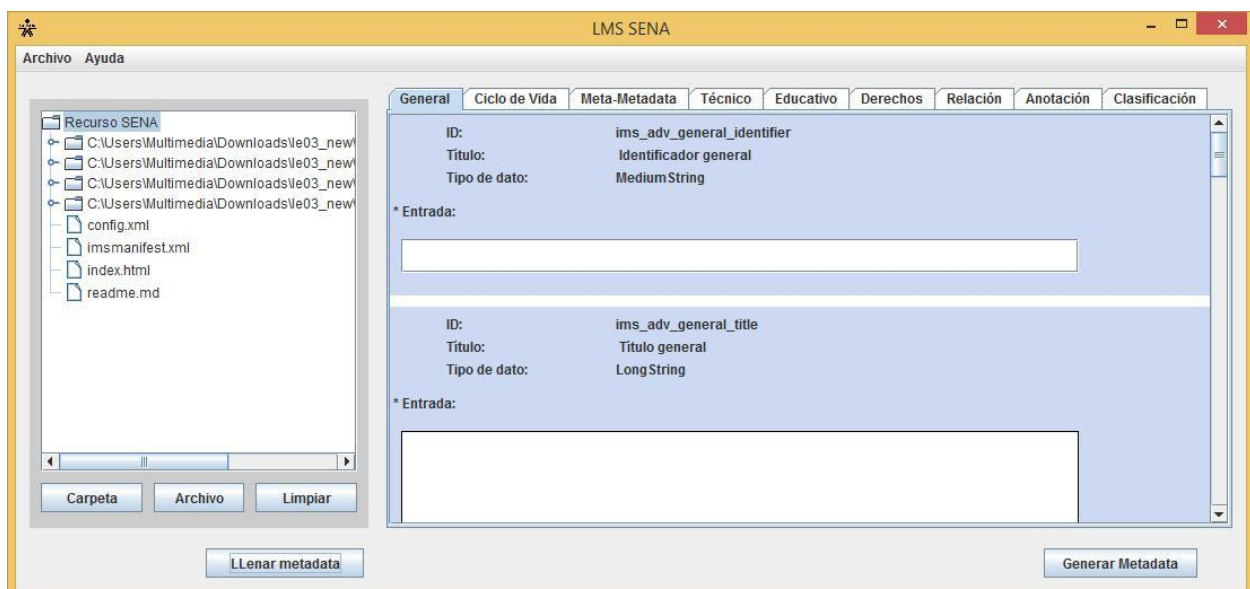 LMS SENA
Archivo Ayuda
General Ciclo de Vida Meta-Metadata Técnico Educativo Derechos Relación Anotación Clasificación
Recurso SENA
C:\Users\Multimedia\Downloads\le03_new\
C:\Users\Multimedia\Downloads\le03_new\
C:\Users\Multimedia\Downloads\le03_new\
C:\Users\Multimedia\Downloads\le03_new\
config.xml
imsmanifest.xml
index.html
readme.md
Carpeta Archivo Limpiar
ID: ims_adv_general_identifier
Título: Identificador general
Tipo de dato: MediumString
* Entrada:
ID: ims_adv_general_title
Título: Título general
Tipo de dato: LongString
* Entrada:
LLenar metadata
Generar Metadata